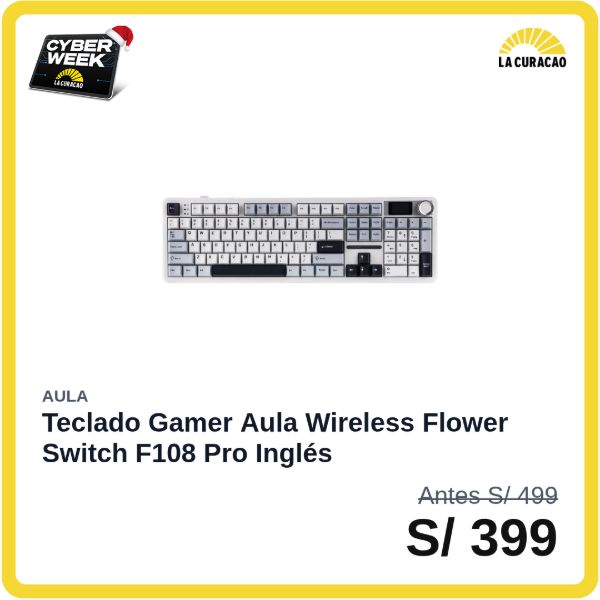 CYBER
WEEK
LA CURACAO
LA CURACAO
AULA
Teclado Gamer Aula Wireless Flower
Switch F108 Pro Inglés
Antes S/ 499
S/ 399